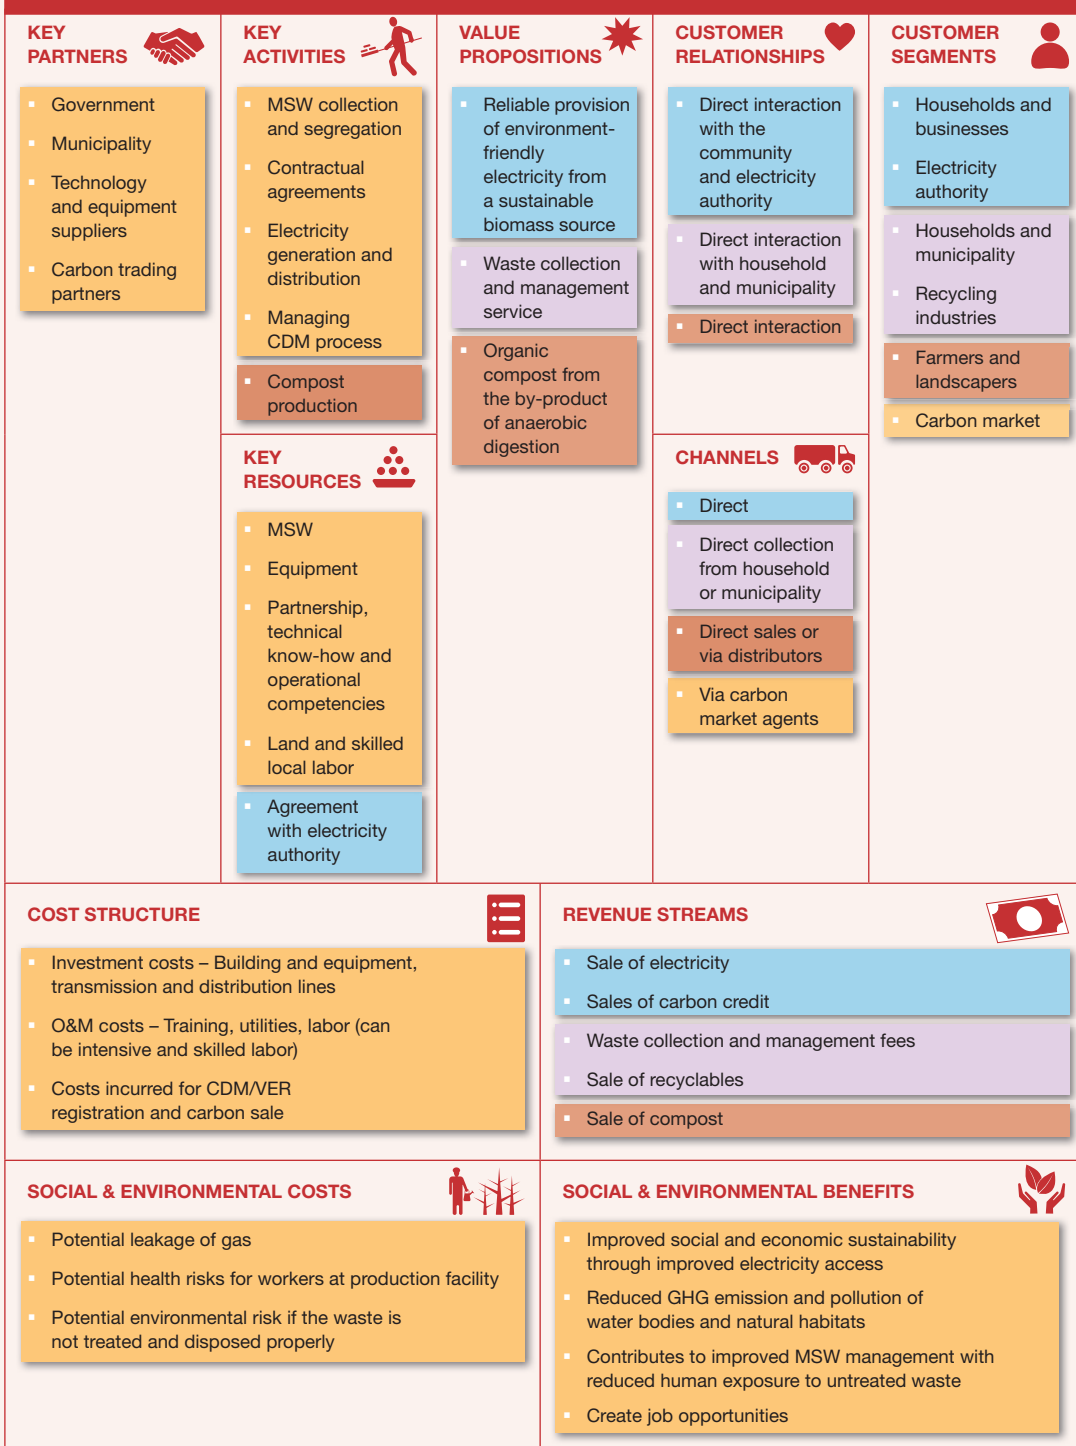 KEY
PARTNERS
Government
Municipality
Technology
and equipment
suppliers
Carbon trading
partners
KEY
ACTIVITIES
MSW collection
and segregation
Contractual
agreements
Electricity
generation and
distribution
Managing
CDM process
Compost
production
KEY
RESOURCES
MSW
Equipment
Partnership,
technical
know-how and
operational
competencies
Land and skilled
local labor
Agreement
with electricity
authority
VALUE
PROPOSITIONS
Reliable provision
of environment-
friendly
electricity from
a sustainable
biomass source
Waste collection
and management
service
Organic
compost from
the by-product
of anaerobic
digestion
CUSTOMER
RELATIONSHIPS
Direct interaction
with the
community
and electricity
authority
Direct interaction
with household
and municipality
Direct interaction
CHANNELS
Direct
Direct collection
from household
or municipality
Direct sales or
via distributors
Via carbon
market agents
CUSTOMER
SEGMENTS
Households and
businesses
Electricity
authority
Households and
municipality
Recycling
industries
Farmers and
landscapers
Carbon market
COST STRUCTURE
Investment costs – Building and equipment,
transmission and distribution lines
O&M costs – Training, utilities, labor (can
be intensive and skilled labor)
Costs incurred for CDM/VER
registration and carbon sale
REVENUE STREAMS
Sale of electricity
Sales of carbon credit
Waste collection and management fees
Sale of recyclables
Sale of compost
SOCIAL & ENVIRONMENTAL COSTS
Potential leakage of gas
Potential health risks for workers at production facility
Potential environmental risk if the waste is
not treated and disposed properly
SOCIAL & ENVIRONMENTAL BENEFITS
Improved social and economic sustainability
through improved electricity access
Reduced GHG emission and pollution of
water bodies and natural habitats
Contributes to improved MSW management with
reduced human exposure to untreated waste
Create job opportunities